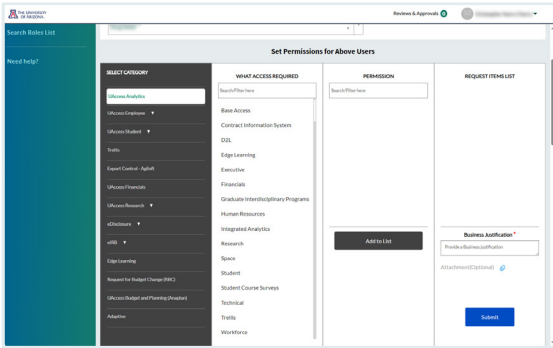 THE UNIVERSITY
OF ARIZONA
Reviews & Approvals 0
Search Roles List
Need help?
Set Permissions for Above Users
SELECT CATEGORY
UAccess Analytics
UAccess Employee ▼
UAccess Student ▼
Trellis
Export Control - Agiloft
UAccess Financials
UAccess Research ▼
eDisclosure ▼
eIRB ▼
Edge Learning
Request for Budget Change (RBC)
UAccess Budget and Planning (Anaplan)
Adaptive
WHAT ACCESS REQUIRED
Search/Filter here
Base Access
Contract Information System
D2L
Edge Learning
Executive
Financials
Graduate Interdisciplinary Programs
Human Resources
Integrated Analytics
Research
Space
Student
Student Course Surveys
Technical
Trellis
Workforce
PERMISSION
Search/Filter here
Add to List
REQUEST ITEMS LIST
Business Justification *
Provide a Business Justification
Attachment(Optional)
Submit